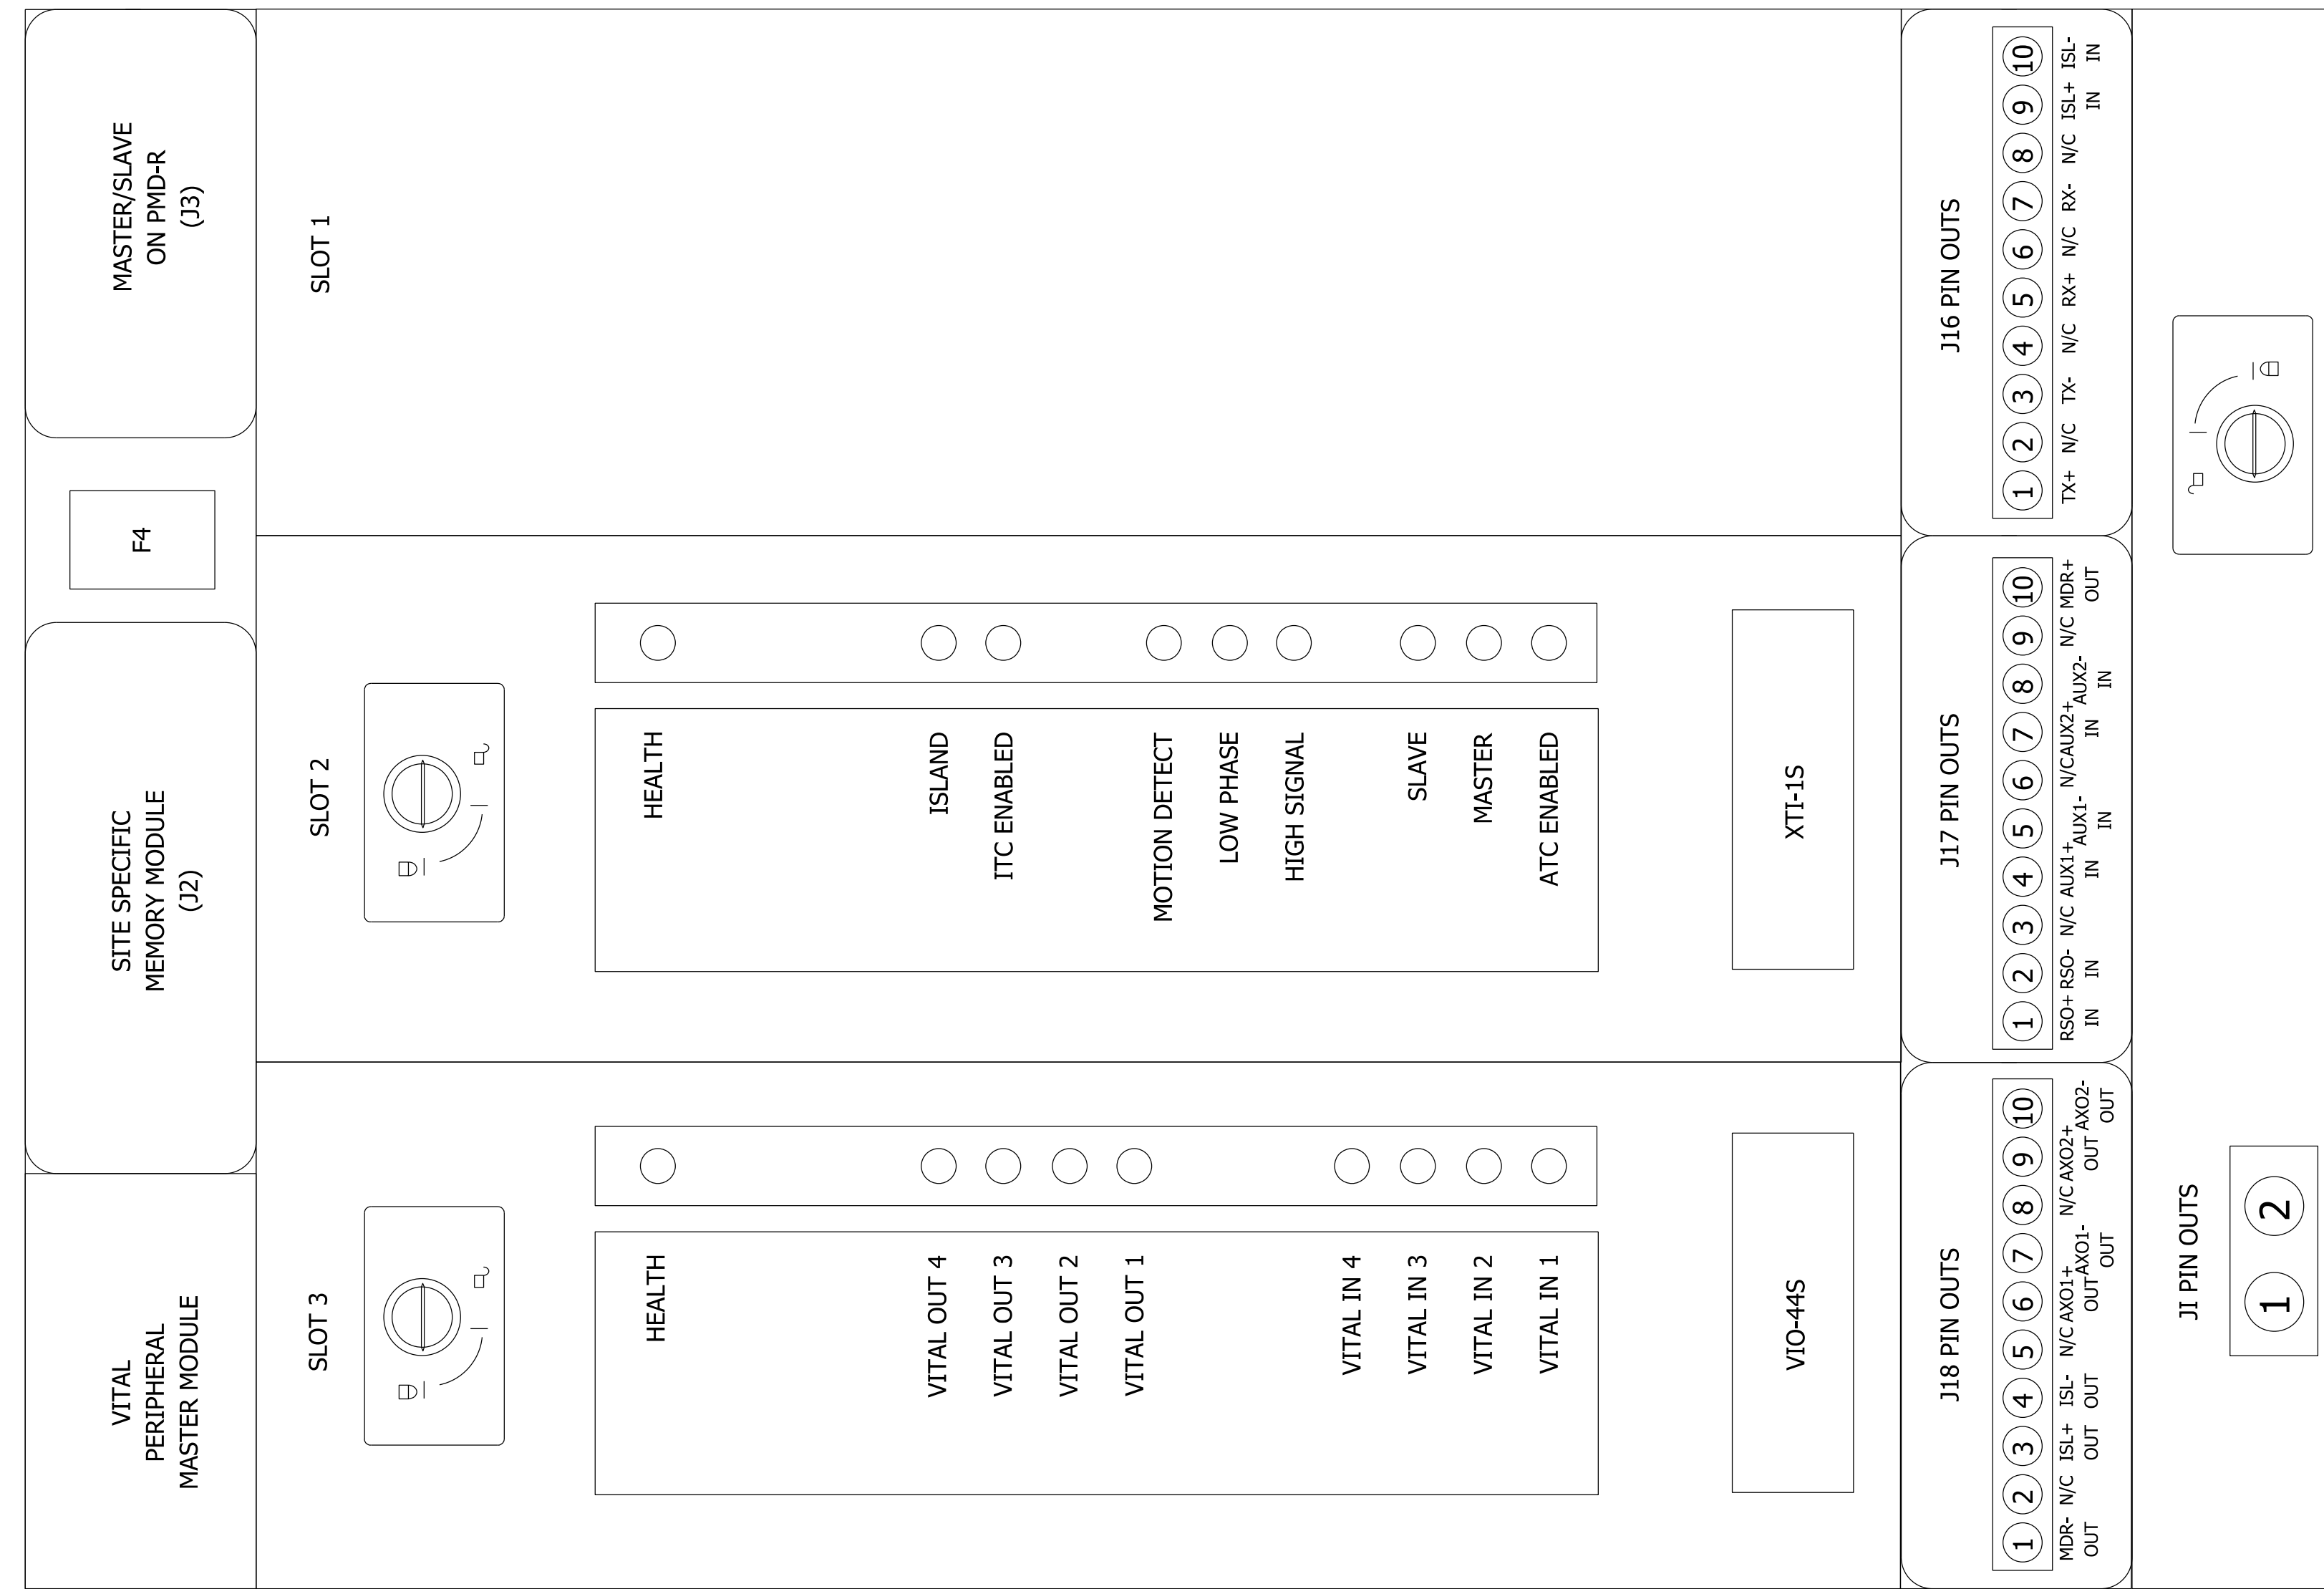 VITAL
PERIPHERAL
MASTER MODULE
SITE SPECIFIC
MEMORY MODULE
(J2)
F4
MASTER/SLAVE
ON PMD-R
(J3)
SLOT 3
HEALTH
VITAL OUT 4
VITAL OUT 3
VITAL OUT 2
VITAL OUT 1
VITAL IN 4
VITAL IN 3
VITAL IN 2
VITAL IN 1
VIO-44S
SLOT 2
HEALTH
ISLAND
ITC ENABLED
MOTION DETECT
LOW PHASE
HIGH SIGNAL
SLAVE
MASTER
ATC ENABLED
XTI-1S
SLOT 1
J18 PIN OUTS
1 2 3 4 5 6 7 8 9 10
MDR- N/C ISL+ ISL- N/C AXO1+ AXO1- N/C AXO2+ AXO2-
OUT OUT OUT OUT OUT OUT OUT
J17 PIN OUTS
1 2 3 4 5 6 7 8 9 10
RSO+ RSO- N/C AUX1+ AUX1- N/C AUX2+ AUX2- N/C MDR+
IN IN IN IN IN IN OUT
J16 PIN OUTS
1 2 3 4 5 6 7 8 9 10
TX+ N/C TX- N/C RX+ N/C RX- N/C ISL+ ISL-
IN IN
JI PIN OUTS
1 2